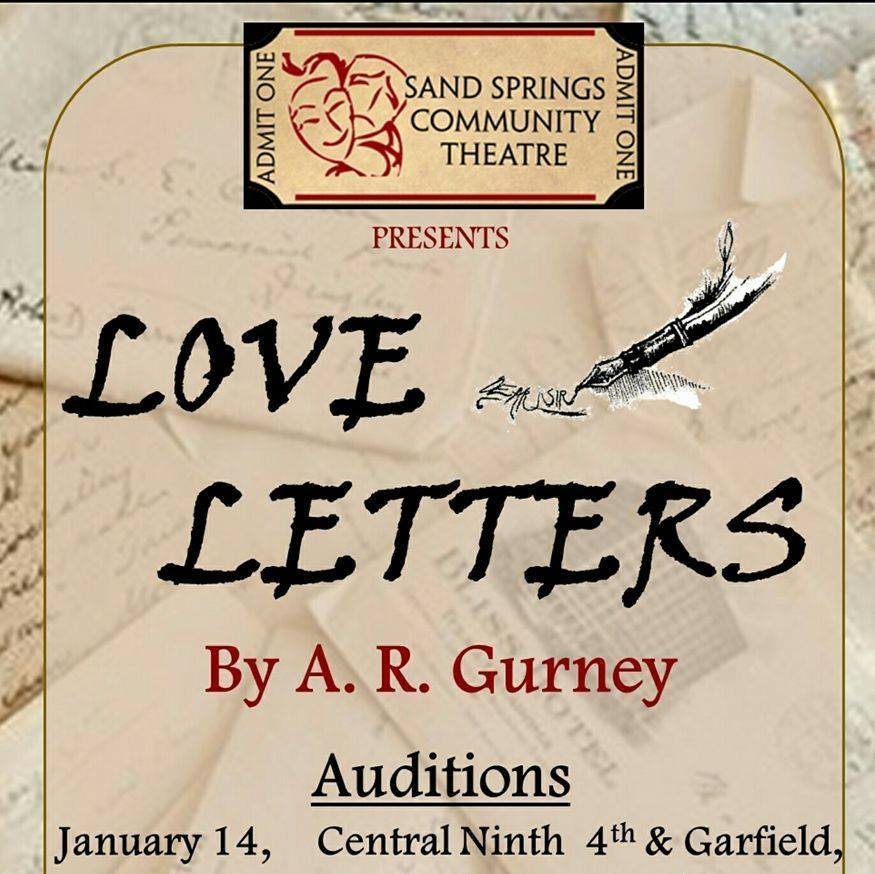 ADMIT ONE
SAND SPRINGS
COMMUNITY
THEATRE
ADMIT ONE
PRESENTS
LOVE
LETTERS
By A. R. Gurney
Auditions
January 14, Central Ninth 4th & Garfield,